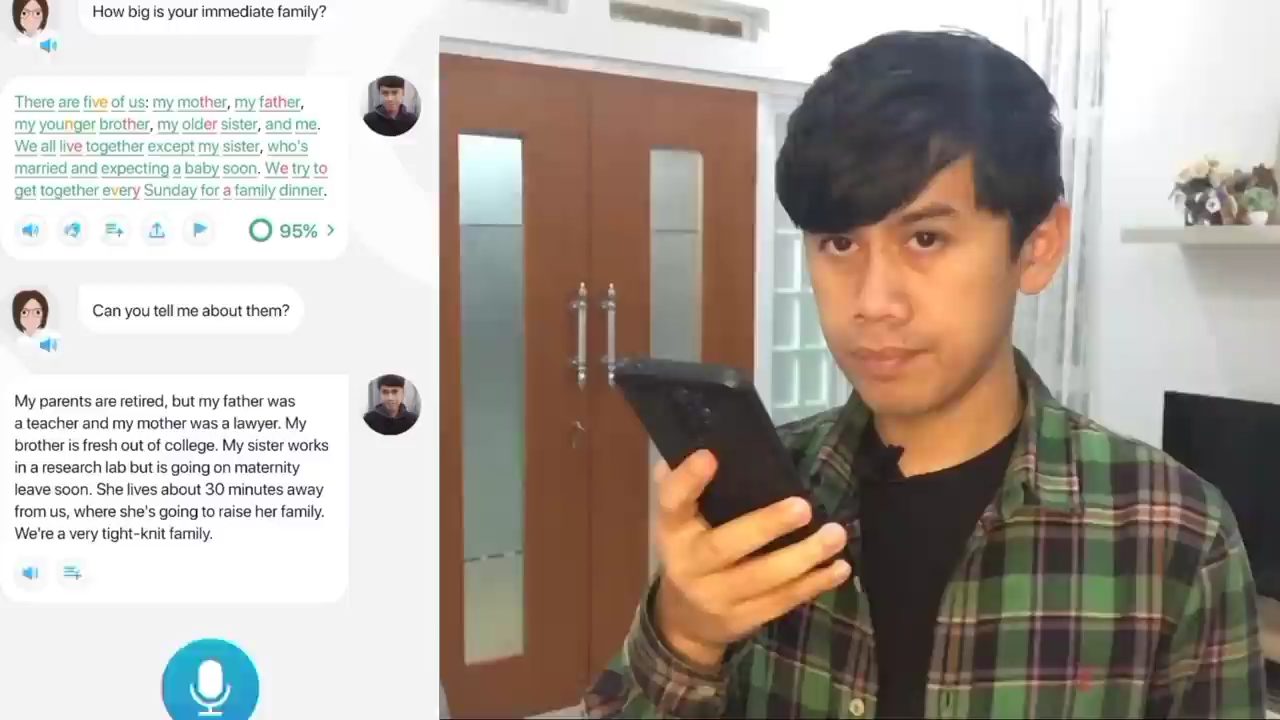 How big is your immediate family?
There are five of us: my mother, my father,
my younger brother, my older sister, and me.
We all live together except my sister, who's
married and expecting a baby soon. We try to
get together every Sunday for a family dinner.
95%
Can you tell me about them?
My parents are retired, but my father was
a teacher and my mother was a lawyer. My
brother is fresh out of college. My sister works
in a research lab but is going on maternity
leave soon. She lives about 30 minutes away
from us, where she's going to raise her family.
We're a very tight-knit family.